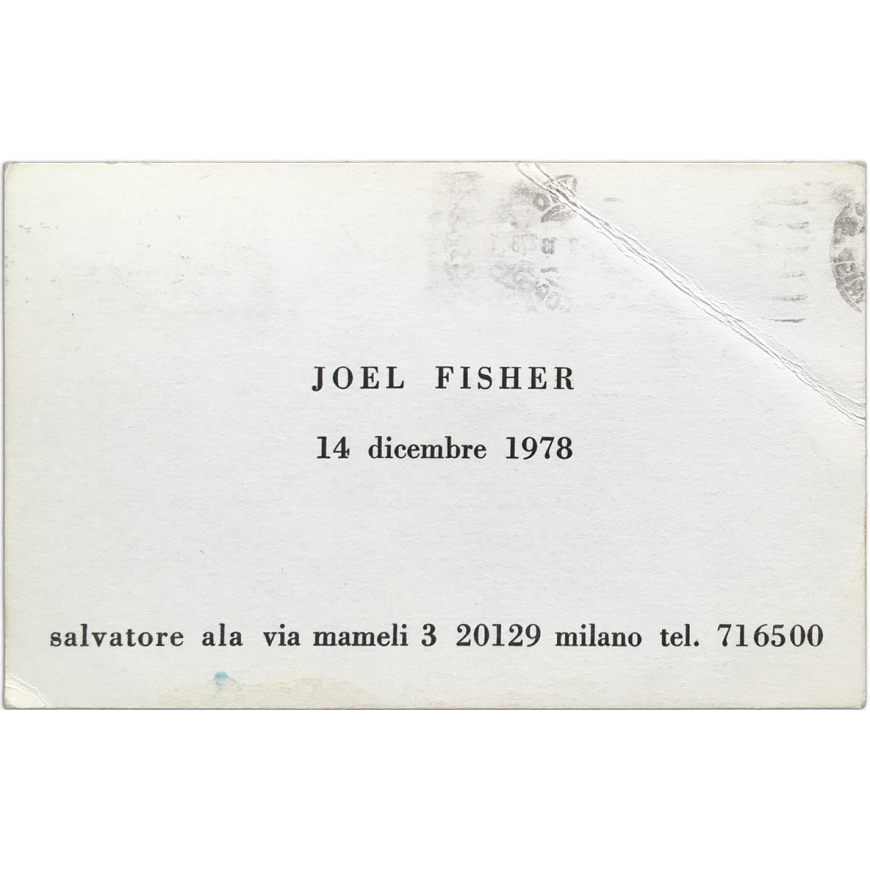 JOEL FISHER
14 dicembre 1978
salvatore ala via mameli 3 20129 milano tel. 716500